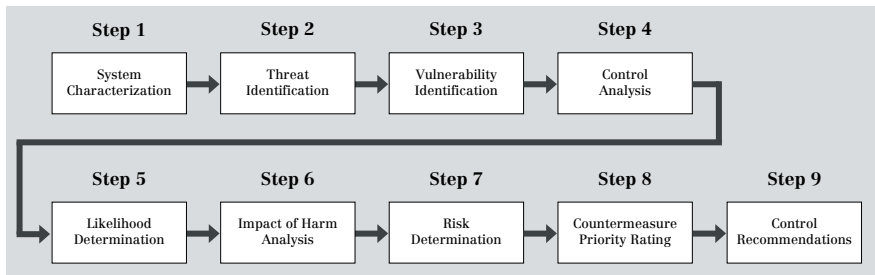 Step 1
Step 2
Step 3
Step 4
System
Characterization
Threat
Identification
Vulnerability
Identification
Control
Analysis
Step 5
Step 6
Step 7
Step 8
Step 9
Likelihood
Determination
Impact of Harm
Analysis
Risk
Determination
Countermeasure
Priority Rating
Control
Recommendations